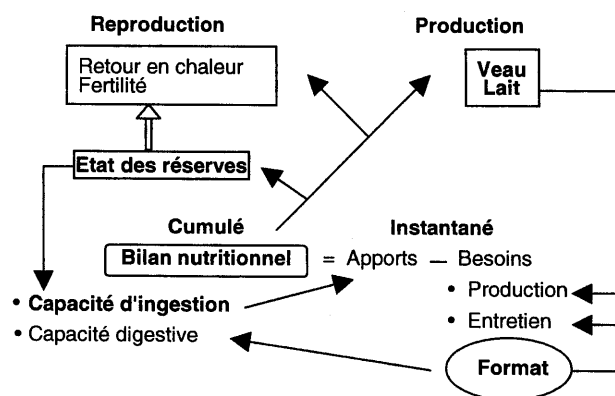 Reproduction
Production
Retour en chaleur
Fertilité
Veau
Lait
Etat des réserves
Cumulé
Instantané
Bilan nutritionnel = Apports – Besoins
• Production
• Entretien
• Capacité d'ingestion
• Capacité digestive
Format